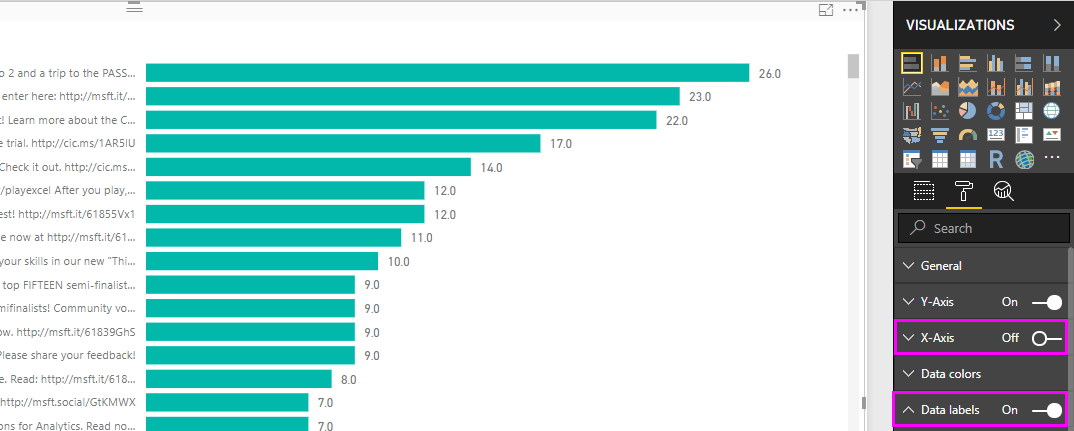 VISUALIZATIONS
o 2 and a trip to the PASS... 26.0
enter here: http://msft.it/... 23.0
t! Learn more about the C... 22.0
e trial. http://cic.ms/1AR5IU 17.0
Check it out. http://cic.ms... 14.0
/playexcel After you play,... 12.0
est! http://msft.it/61855Vx1 12.0
e now at http://msft.it/61... 11.0
your skills in our new "Thi... 10.0
top FIFTEEN semi-finalist... 9.0
mifinalists! Community vo... 9.0
ow. http://msft.it/61839GhS 9.0
Please share your feedback! 9.0
e. Read: http://msft.it/618... 8.0
http://msft.social/GtKMWX 7.0
ons for Analytics. Read no... 7.0
123
R
Search
General
Y-Axis On
X-Axis Off
Data colors
Data labels On